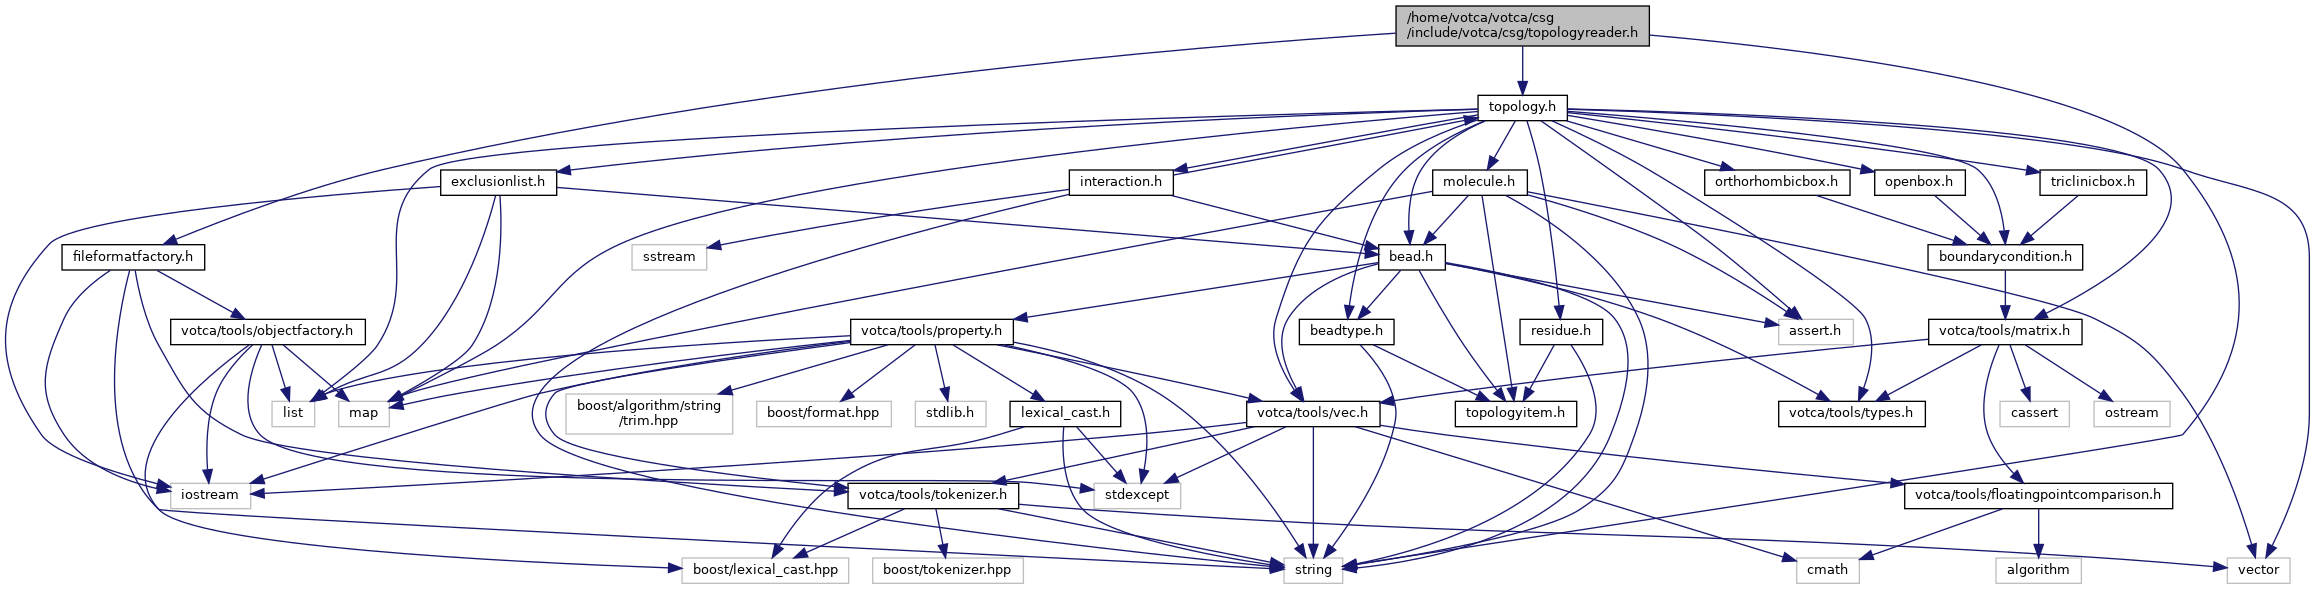 /home/votca/votca/csg
/include/votca/csg/topologyreader.h
topology.h
exclusionlist.h
interaction.h
molecule.h
orthorhombicbox.h
openbox.h
triclinicbox.h
fileformatfactory.h
sstream
bead.h
boundarycondition.h
votca/tools/objectfactory.h
votca/tools/property.h
beadtype.h
residue.h
assert.h
votca/tools/matrix.h
list
map
boost/algorithm/string
/trim.hpp
boost/format.hpp
stdlib.h
lexical_cast.h
votca/tools/vec.h
topologyitem.h
votca/tools/types.h
cassert
ostream
iostream
votca/tools/tokenizer.h
stdexcept
votca/tools/floatingpointcomparison.h
boost/lexical_cast.hpp
boost/tokenizer.hpp
string
cmath
algorithm
vector